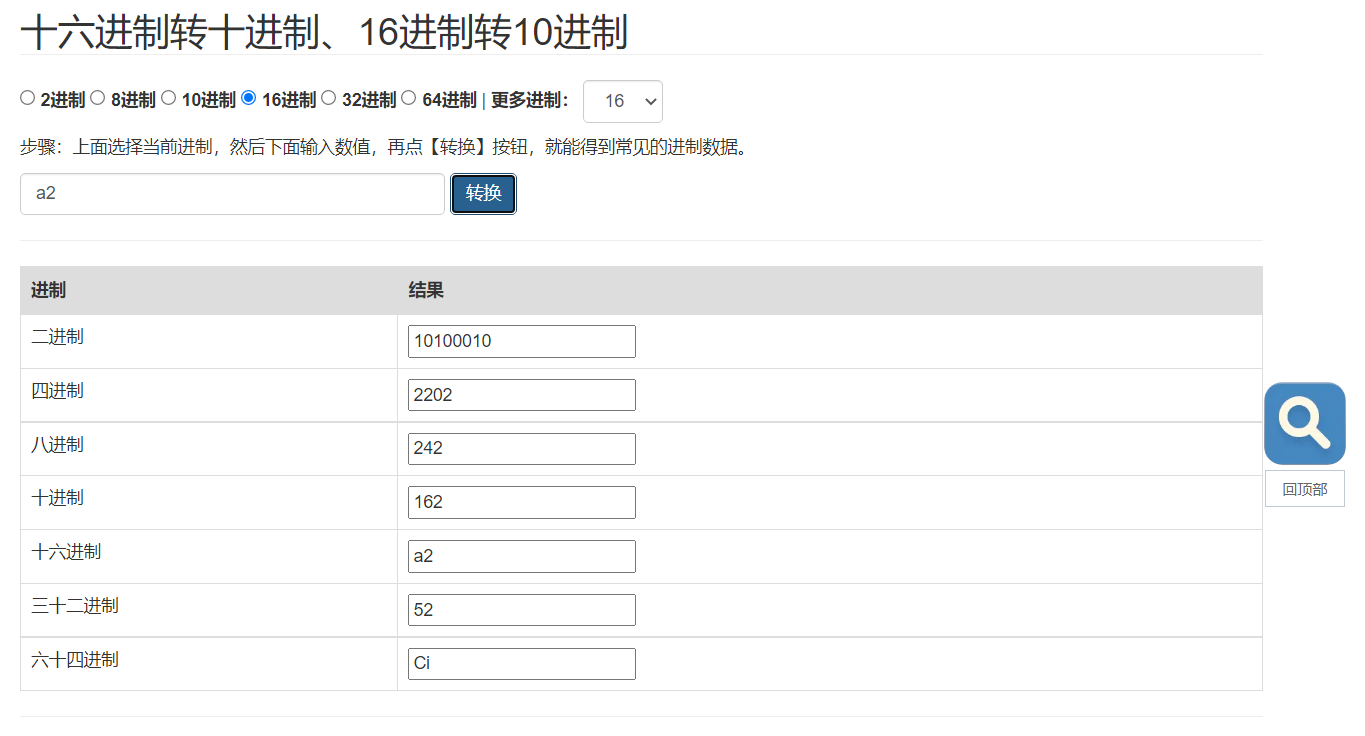 十六进制转十进制、16进制转10进制
2进制 8进制 10进制 16进制 32进制 64进制 | 更多进制： 16
步骤：上面选择当前进制，然后下面输入数值，再点【转换】按钮，就能得到常见的进制数据。
a2 转换
进制 结果
二进制 10100010
四进制 2202
八进制 242
十进制 162
十六进制 a2
三十二进制 52
六十四进制 Ci
回顶部